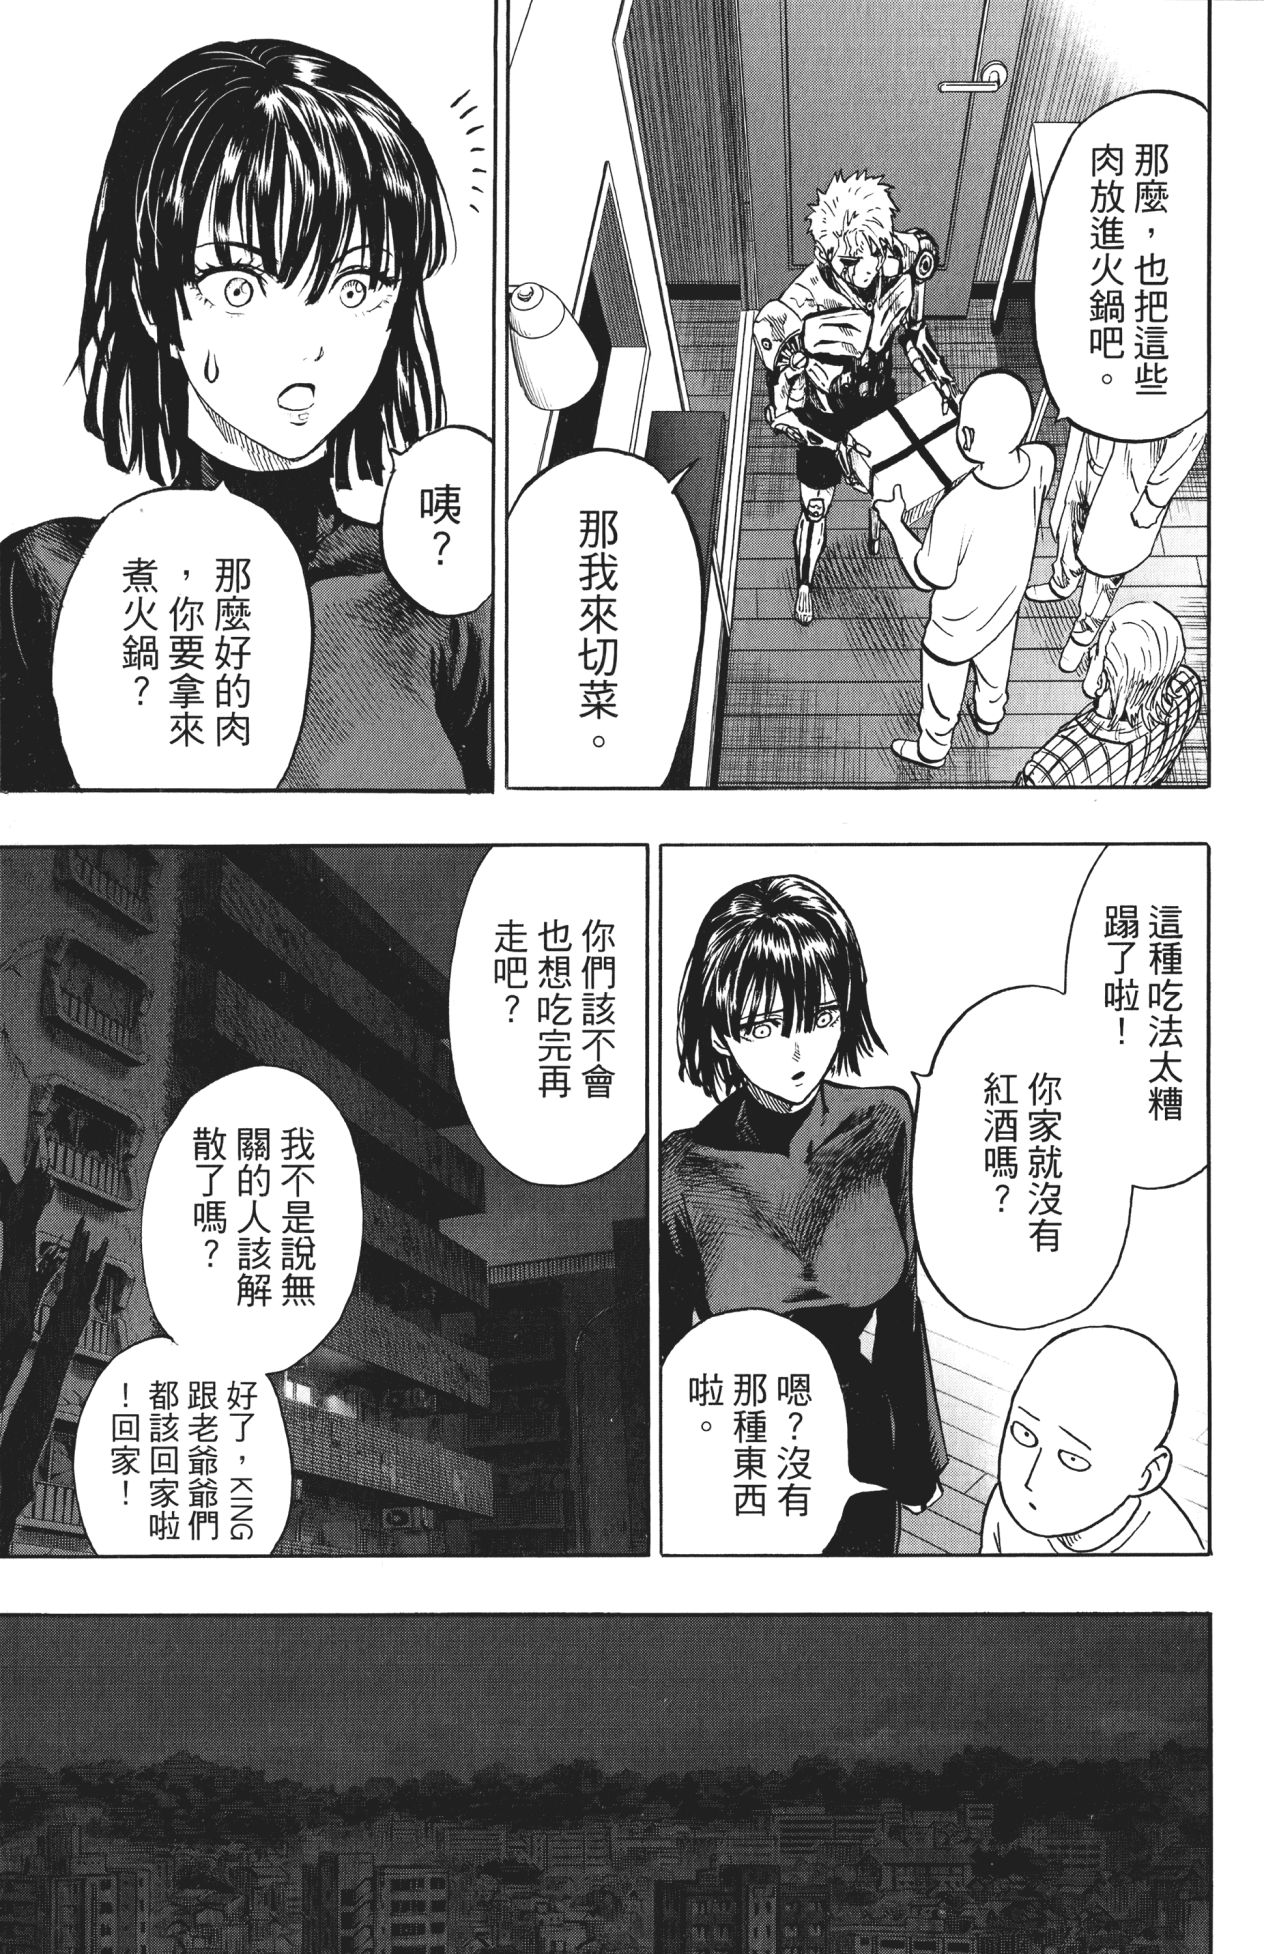 那麼，也把這些
肉放進火鍋吧。
那我來切菜。
咦？
那麼好的肉
，你要拿來
煮火鍋？
這種吃法太糟
蹋了啦！
你家就沒有
紅酒嗎？
嗯？沒有
那種東西
啦。
你們該不會
也想吃完再
走吧？
我不是說無
關的人該解
散了嗎？
好了，KING
跟老爺爺們
都該回家啦
！回家！